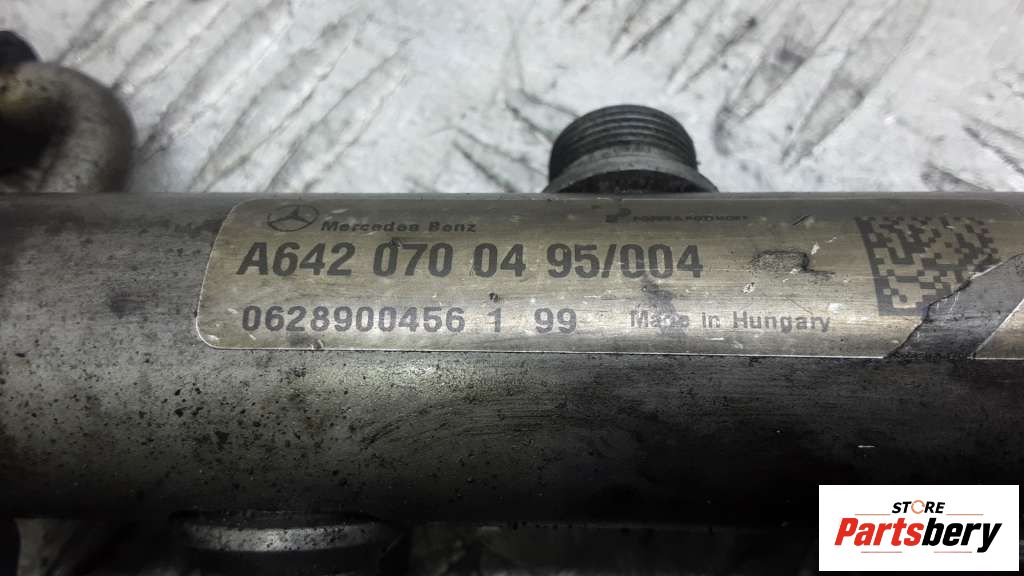 Mercedes Benz
A642 070 04 95/004
0628900456 1 99 Made in Hungary
STORE
Partsbery